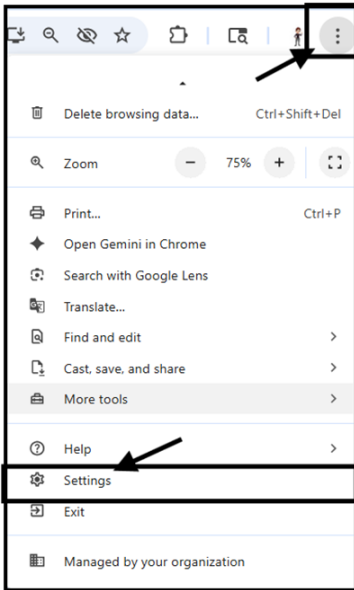 Delete browsing data... Ctrl+Shift+Del
Zoom - 75% +
Print... Ctrl+P
Open Gemini in Chrome
Search with Google Lens
Translate...
Find and edit
Cast, save, and share
More tools
Help
Settings
Exit
Managed by your organization